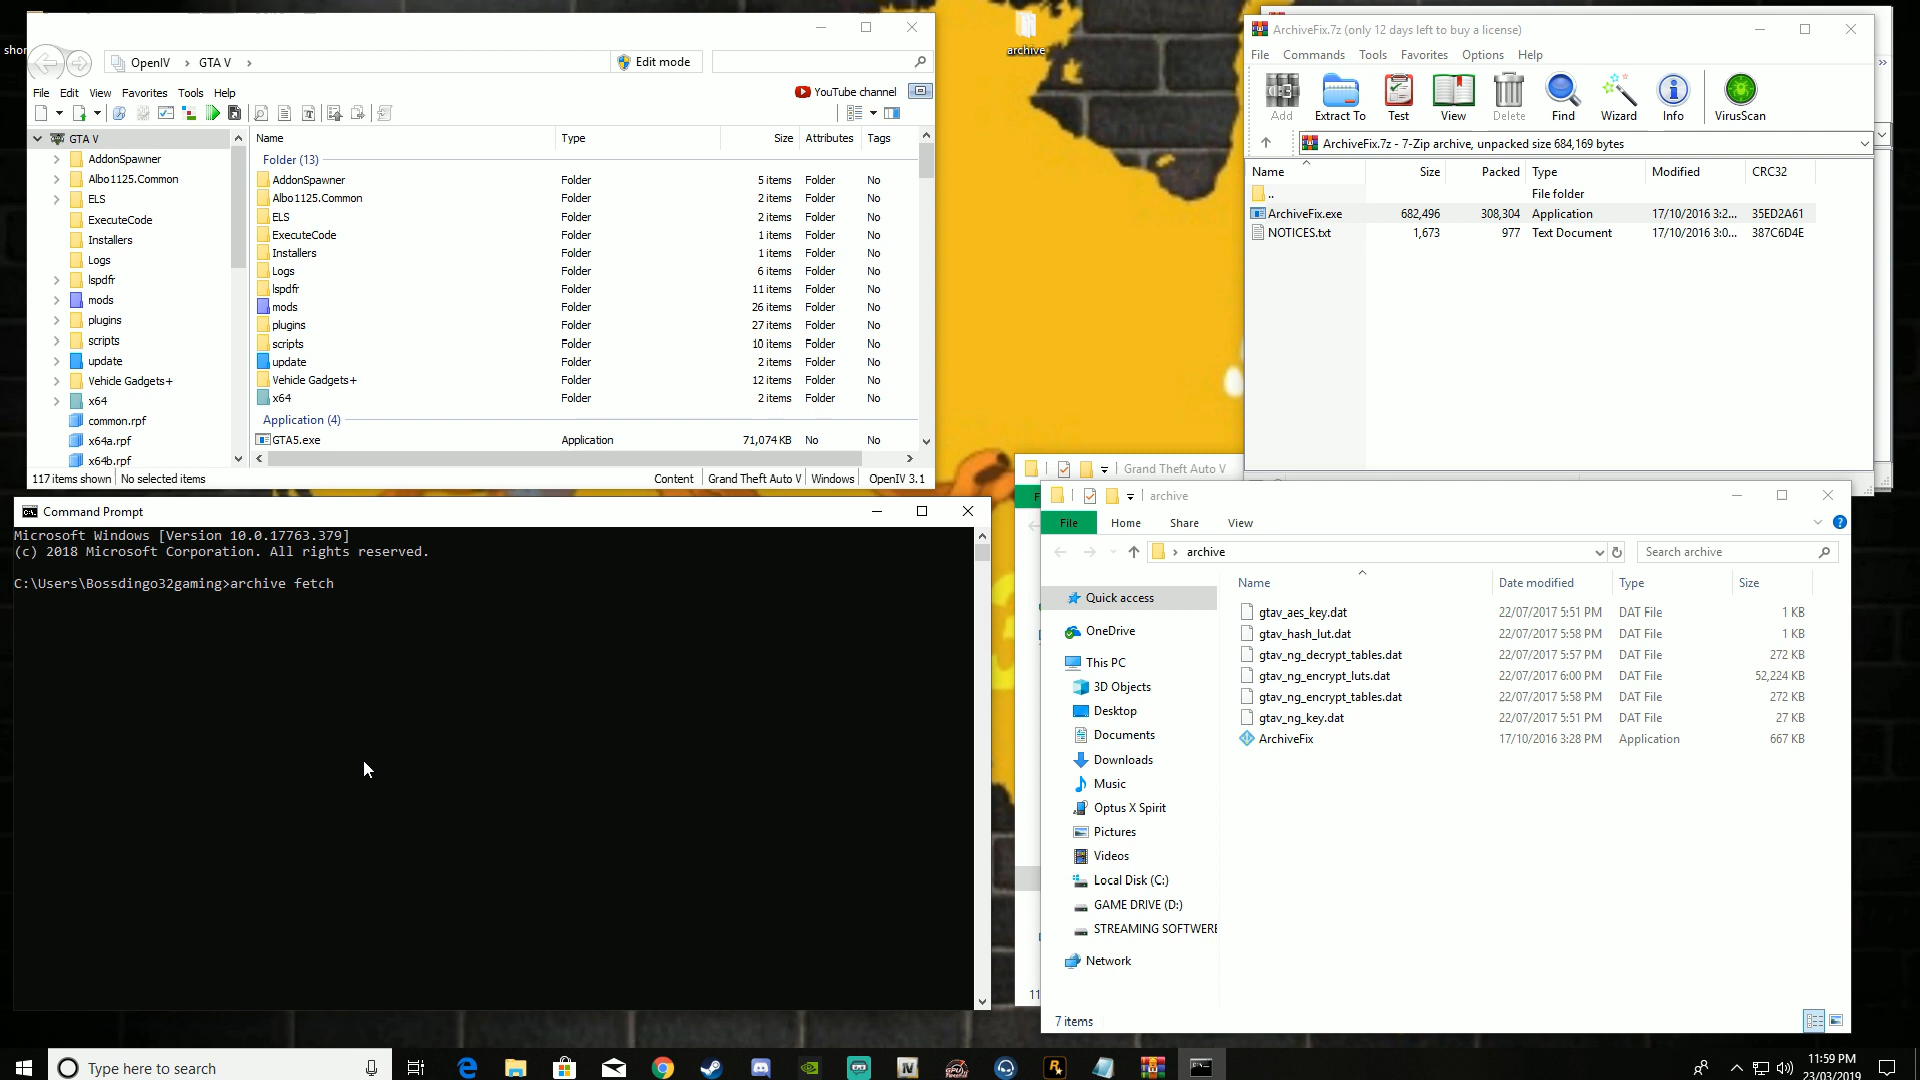 shor
OpenIV › GTA V ›
Edit mode
File Edit View Favorites Tools Help
YouTube channel
GTA V
AddonSpawner
Albo1125.Common
ELS
ExecuteCode
Installers
Logs
lspdfr
mods
plugins
scripts
update
Vehicle Gadgets+
x64
common.rpf
x64a.rpf
x64b.rpf
Name Type Size Attributes Tags
Folder (13)
AddonSpawner Folder 5 items Folder No
Albo1125.Common Folder 2 items Folder No
ELS Folder 2 items Folder No
ExecuteCode Folder 1 items Folder No
Installers Folder 1 items Folder No
Logs Folder 6 items Folder No
lspdfr Folder 11 items Folder No
mods Folder 26 items Folder No
plugins Folder 27 items Folder No
scripts Folder 10 items Folder No
update Folder 2 items Folder No
Vehicle Gadgets+ Folder 12 items Folder No
x64 Folder 2 items Folder No
Application (4)
GTA5.exe Application 71,074 KB No No
117 items shown No selected items Content Grand Theft Auto V Windows OpenIV 3.1
archive
ArchiveFix.7z (only 12 days left to buy a license)
File Commands Tools Favorites Options Help
Add Extract To Test View Delete Find Wizard Info VirusScan
ArchiveFix.7z - 7-Zip archive, unpacked size 684,169 bytes
Name Size Packed Type Modified CRC32
.. File folder
ArchiveFix.exe 682,496 308,304 Application 17/10/2016 3:2... 35ED2A61
NOTICES.txt 1,673 977 Text Document 17/10/2016 3:0... 387C6D4E
Command Prompt
Microsoft Windows [Version 10.0.17763.379]
(c) 2018 Microsoft Corporation. All rights reserved.
C:\Users\Bossdingo32gaming>archive fetch
Grand Theft Auto V
F
11
archive
File Home Share View
archive
Search archive
Quick access
OneDrive
This PC
3D Objects
Desktop
Documents
Downloads
Music
Optus X Spirit
Pictures
Videos
Local Disk (C:)
GAME DRIVE (D:)
STREAMING SOFTWERE
Network
Name Date modified Type Size
gtav_aes_key.dat 22/07/2017 5:51 PM DAT File 1 KB
gtav_hash_lut.dat 22/07/2017 5:58 PM DAT File 1 KB
gtav_ng_decrypt_tables.dat 22/07/2017 5:57 PM DAT File 272 KB
gtav_ng_encrypt_luts.dat 22/07/2017 6:00 PM DAT File 52,224 KB
gtav_ng_encrypt_tables.dat 22/07/2017 5:58 PM DAT File 272 KB
gtav_ng_key.dat 22/07/2017 5:51 PM DAT File 27 KB
ArchiveFix 17/10/2016 3:28 PM Application 667 KB
7 items
Type here to search
11:59 PM
23/03/2019